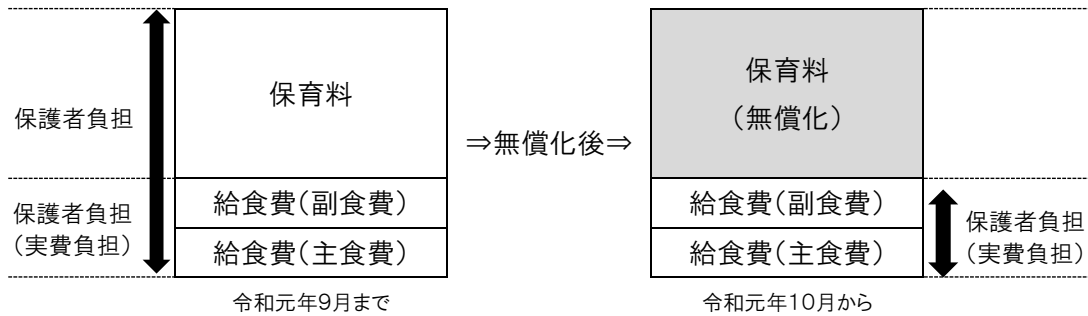 保護者負担
保護者負担
(実費負担)
保育料
給食費(副食費)
給食費(主食費)
令和元年9月まで
⇒無償化後⇒
保育料
(無償化)
給食費(副食費)
給食費(主食費)
令和元年10月から
保護者負担
(実費負担)